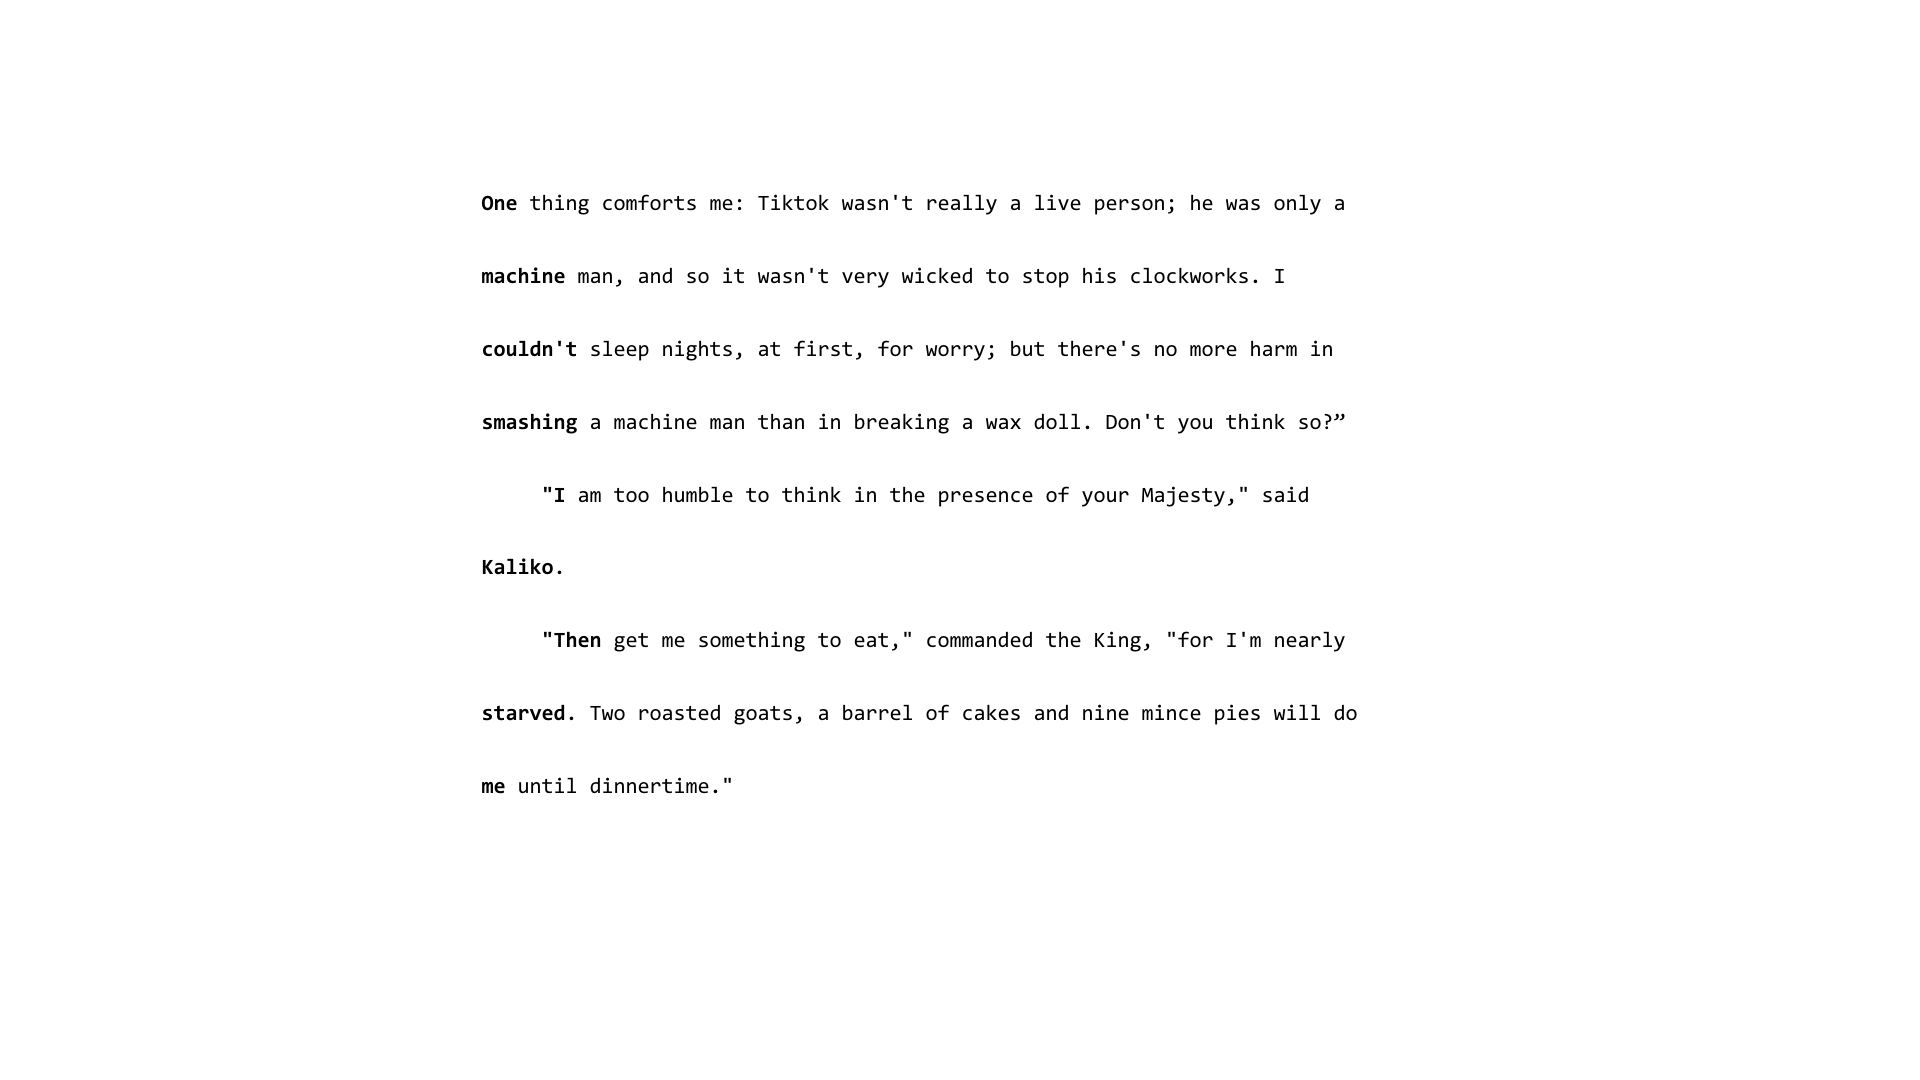 One thing comforts me: Tiktok wasn't really a live person; he was only a
machine man, and so it wasn't very wicked to stop his clockworks. I
couldn't sleep nights, at first, for worry; but there's no more harm in
smashing a machine man than in breaking a wax doll. Don't you think so?”
"I am too humble to think in the presence of your Majesty," said
Kaliko.
"Then get me something to eat," commanded the King, "for I'm nearly
starved. Two roasted goats, a barrel of cakes and nine mince pies will do
me until dinnertime."